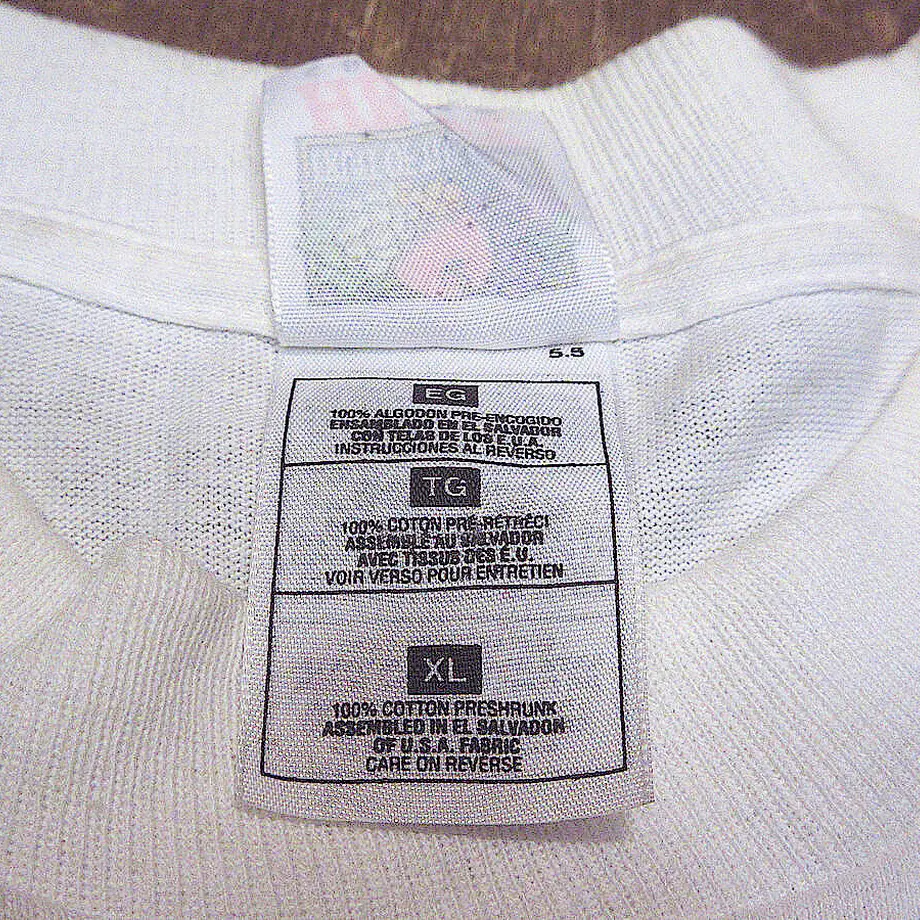 5.5
EG
100% ALGODON PRE-ENCOGIDO
ENSAMBLADO EN EL SALVADOR
CON TELAS DE LOS E.U.A.
INSTRUCCIONES AL REVERSO
TG
100% COTON PRÉ-RÉTRÉCI
ASSEMBLÉ AU SALVADOR
AVEC TISSUS DES É.U.
VOIR VERSO POUR ENTRETIEN
XL
100% COTTON PRESHRUNK
ASSEMBLED IN EL SALVADOR
OF U.S.A. FABRIC
CARE ON REVERSE